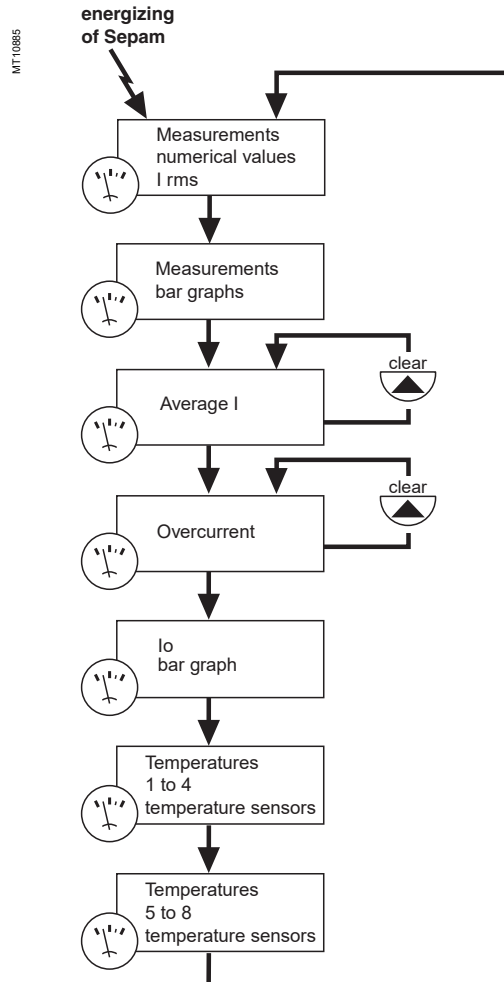 MT10885
energizing
of Sepam
Measurements
numerical values
I rms
Measurements
bar graphs
clear
Average I
clear
Overcurrent
Io
bar graph
Temperatures
1 to 4
temperature sensors
Temperatures
5 to 8
temperature sensors